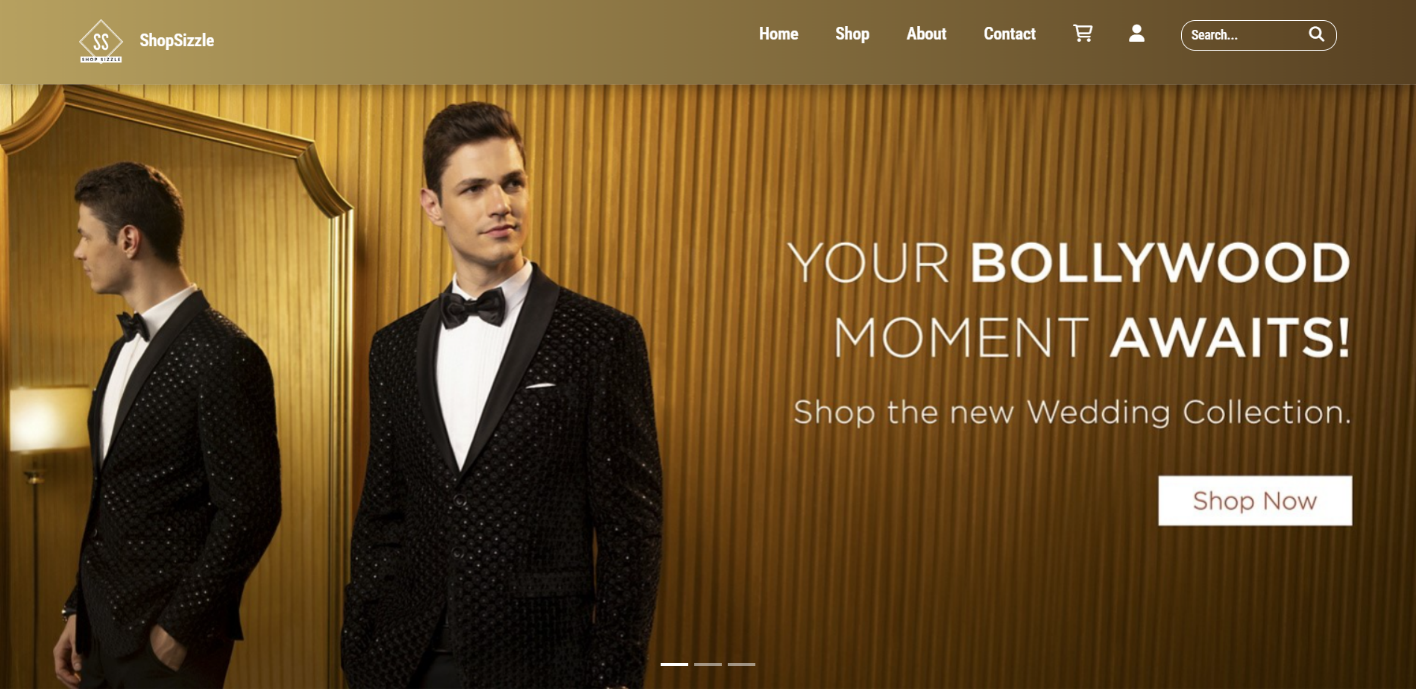 SS
SHOP SIZZLE
ShopSizzle
Home
Shop
About
Contact
Search...
YOUR BOLLYWOOD
MOMENT AWAITS!
Shop the new Wedding Collection.
Shop Now